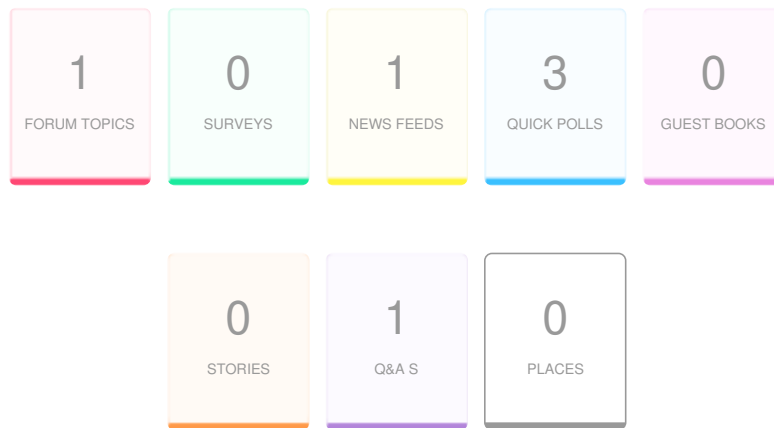 1 0 1 3 0
FORUM TOPICS SURVEYS NEWS FEEDS QUICK POLLS GUEST BOOKS
0 1 0
STORIES Q&A S PLACES